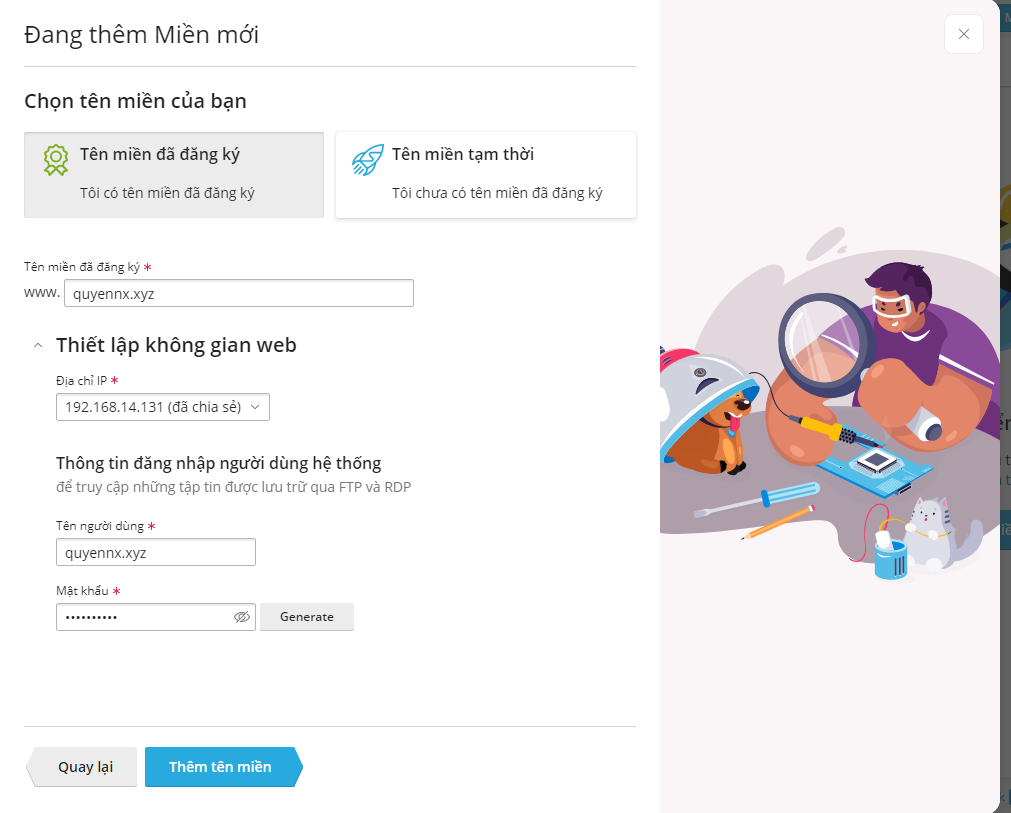 Đang thêm Miền mới
Chọn tên miền của bạn
Tên miền đã đăng ký
Tôi có tên miền đã đăng ký
Tên miền tạm thời
Tôi chưa có tên miền đã đăng ký
Tên miền đã đăng ký *
www. quyennx.xyz
Thiết lập không gian web
Địa chỉ IP *
192.168.14.131 (đã chia sẻ)
Thông tin đăng nhập người dùng hệ thống
để truy cập những tập tin được lưu trữ qua FTP và RDP
Tên người dùng *
quyennx.xyz
Mật khẩu *
••••••••••
Generate
Quay lại
Thêm tên miền